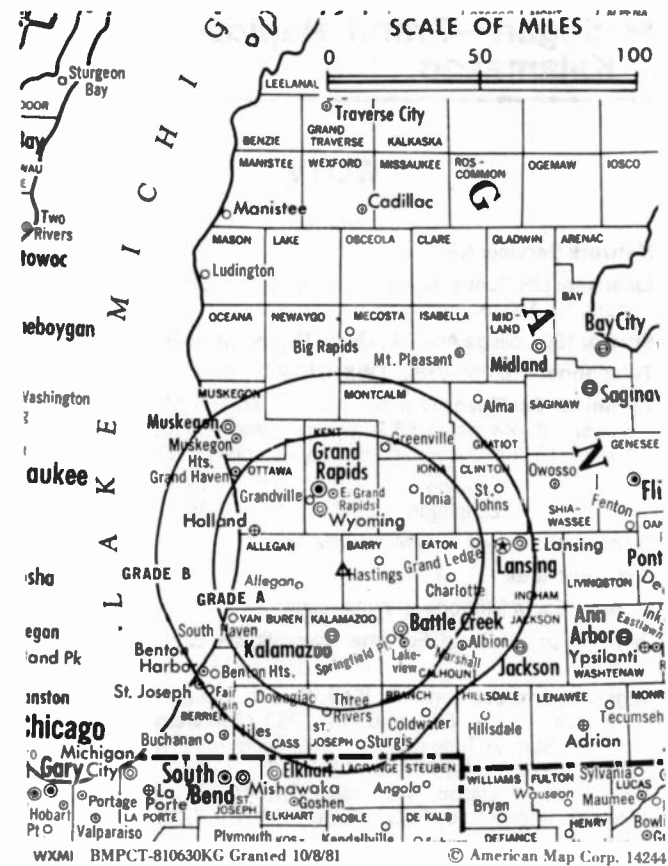 SCALE OF MILES
0 50 100
LEELANAU
Sturgeon
Bay
Traverse City
GRAND
BENZIE TRAVERSE KALKASKA
MANISTEE WEXFORD MISSAUKEE ROS-
COMMON OGEMAW IOSCO
Manistee
Cadillac
Two
Rivers
towoc
MASON LAKE OSCEOLA CLARE GLADWIN ARENAC
Ludington
BAY
OCEANA NEWAYGO MECOSTA ISABELLA MID-
LAND
Bay City
Big Rapids
Mt. Pleasant
Midland
eboygan
LAKE MICHIG
G
A
N
MUSKEGON
MONTCALM
Alma
SAGINAW
Saginaw
Washington
Muskegon
KENT
Greenville
GRATIOT
GENESEE
Muskegon
Hts.
Grand Haven
OTTAWA
Grand
Rapids
IONIA
CLINTON
Owosso
Fli
aukee
Grandville
E. Grand
Rapids
Ionia
St.
Johns
SHIA-
WASSEE
Fenton
Holland
Wyoming
OAK
ALLEGAN
BARRY
EATON
E Lansing
Lansing
Pont
GRADE B
Allegan
Hastings
Grand Ledge
LIVINGSTON
GRADE A
Charlotte
INGHAM
VAN BUREN
KALAMAZOO
JACKSON
South Haven
Kalamazoo
Battle Creek
Albion
Ann
Arbor
Springfield Pl
Lake-
view
Marshall
CALHOUN
Jackson
Ypsilanti
WASHTENAW
Benton
Harbor
Benton Hts.
St. Joseph
Fair
Plain
Dowagiac
Three
Rivers
BRANCH
HILLSDALE
LENAWEE
MONR
BERRIEN
Coldwater
Tecumseh
Buchanan
Niles
CASS
ST.
JOSEPH
Sturgis
Hillsdale
Adrian
Chicago
Michigan
City
Gary
South
Bend
Elkhart
LAGRANGE
STEUBEN
WILLIAMS
FULTON
Sylvania
LUCAS
Mishawaka
Angola
Wauseon
Maumee
Portage
La
Porte
ST
JOSEPH
Goshen
Bryan
Hobart
Valparaiso
LA PORTE
ELKHART
NOBLE
DE KALB
HENRY
Plymouth
Kendallville
DEFIANCE
WXMI BMPCT-810630KG Granted 10/8/81 © American Map Corp. 14244